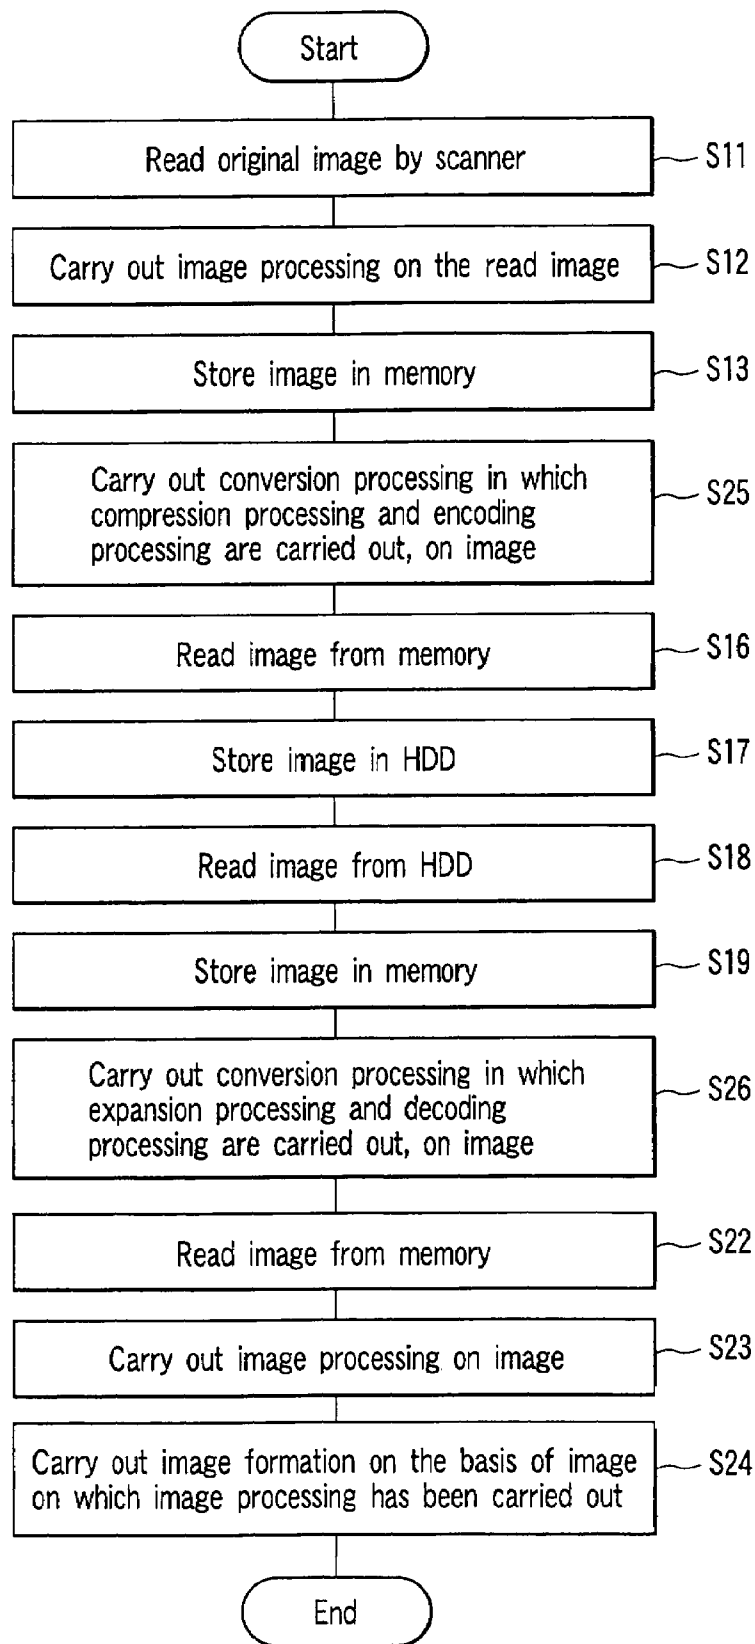 Start
Read original image by scanner
S11
Carry out image processing on the read image
S12
Store image in memory
S13
Carry out conversion processing in which
compression processing and encoding
processing are carried out, on image
S25
Read image from memory
S16
Store image in HDD
S17
Read image from HDD
S18
Store image in memory
S19
Carry out conversion processing in which
expansion processing and decoding
processing are carried out, on image
S26
Read image from memory
S22
Carry out image processing on image
S23
Carry out image formation on the basis of image
on which image processing has been carried out
S24
End